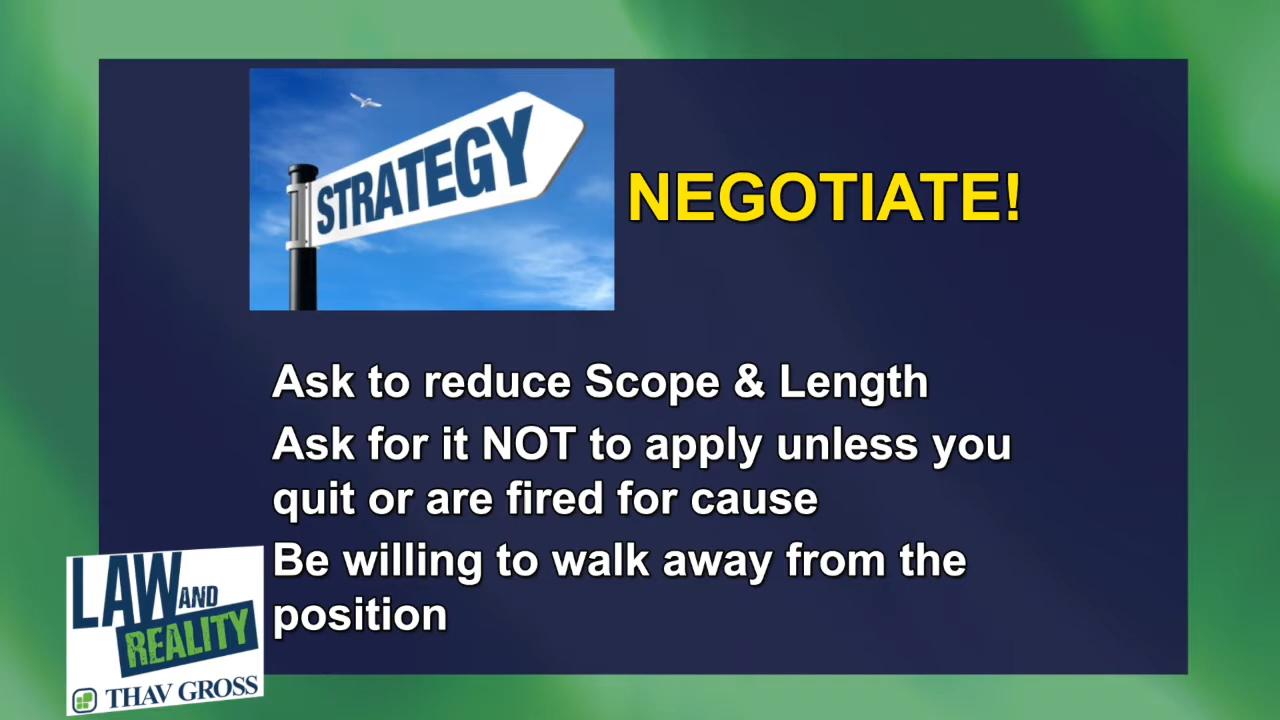 STRATEGY
NEGOTIATE!
Ask to reduce Scope & Length
Ask for it NOT to apply unless you
quit or are fired for cause
Be willing to walk away from the
position
LAW AND
REALITY
THAV GROSS